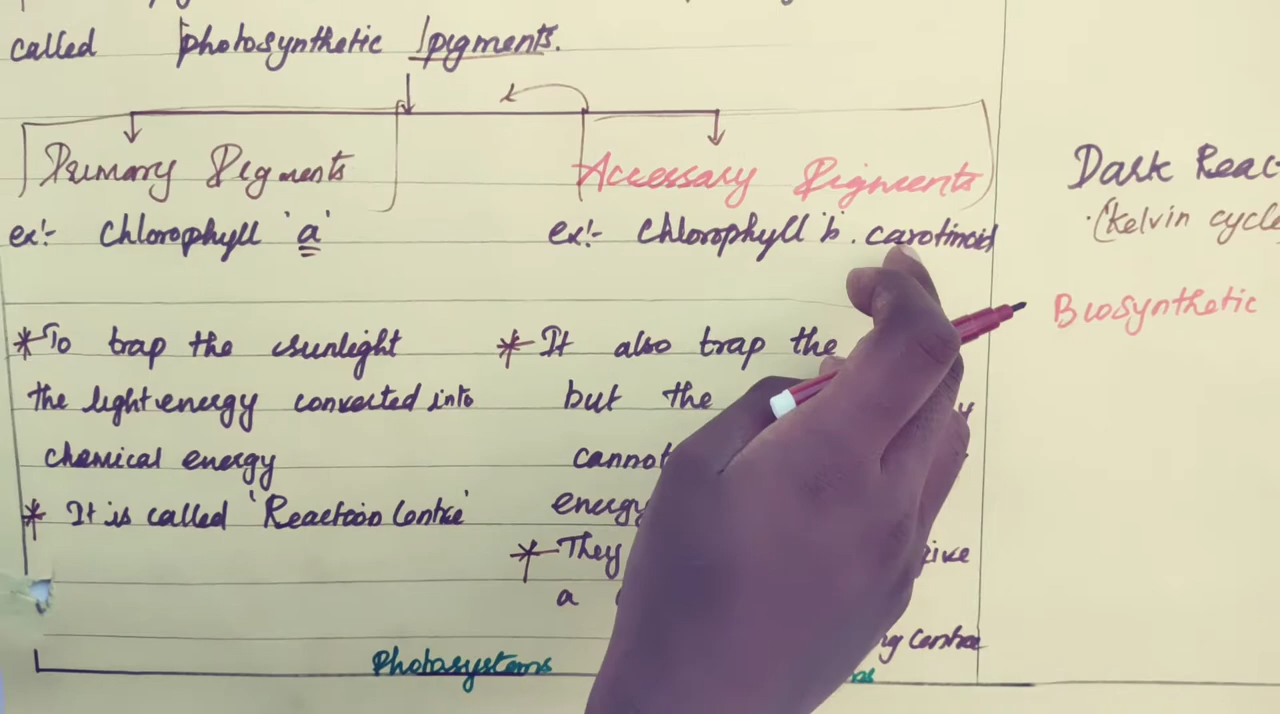 called photosynthetic pigments.
Primary Pigments
Accessary Pigments
ex:- Chlorophyll 'a'
ex:- Chlorophyll 'b'. carotinoid
* To trap the sunlight
the light energy converted into
chemical energy
* It is called 'Reaction Centre'
* It also trap the
but the
cannot
energy
* They
give
a
Centre
Photosystems
Dark Reac
(Kelvin cycle
Biosynthetic